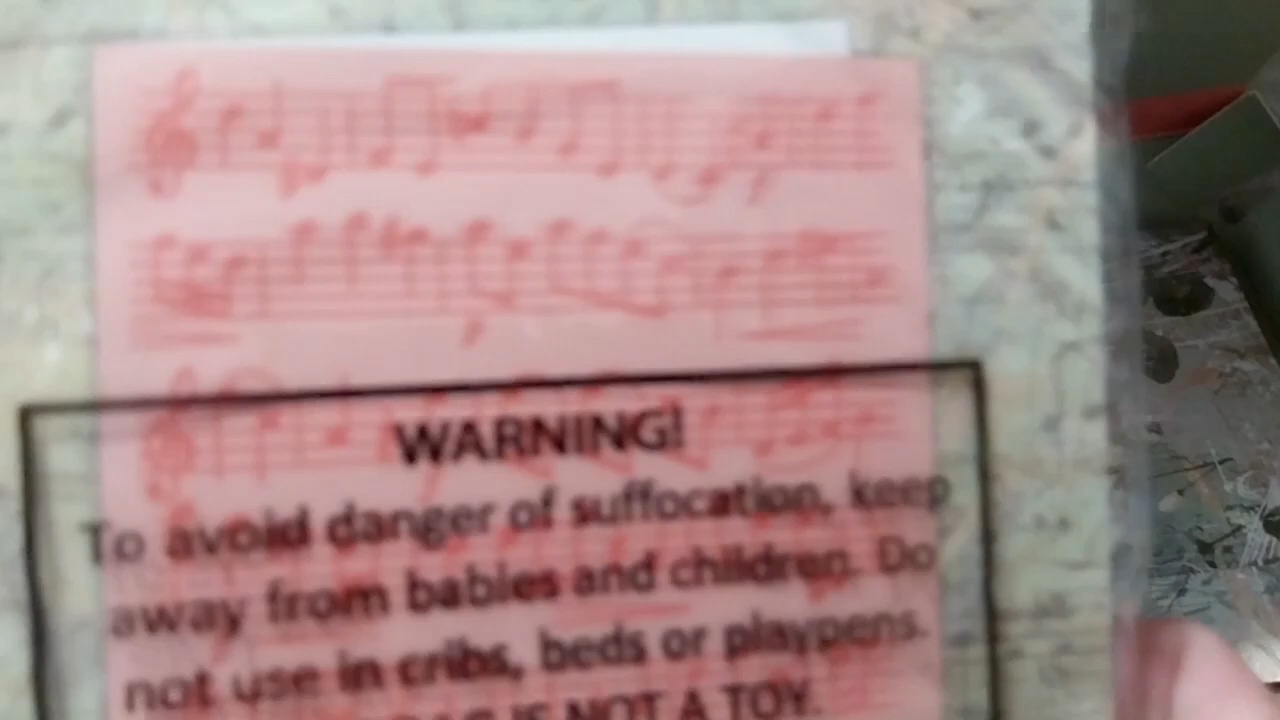 WARNING!
To avoid danger of suffocation, keep
away from babies and children. Do
not use in cribs, beds or playpens.
IS NOT A TOY.